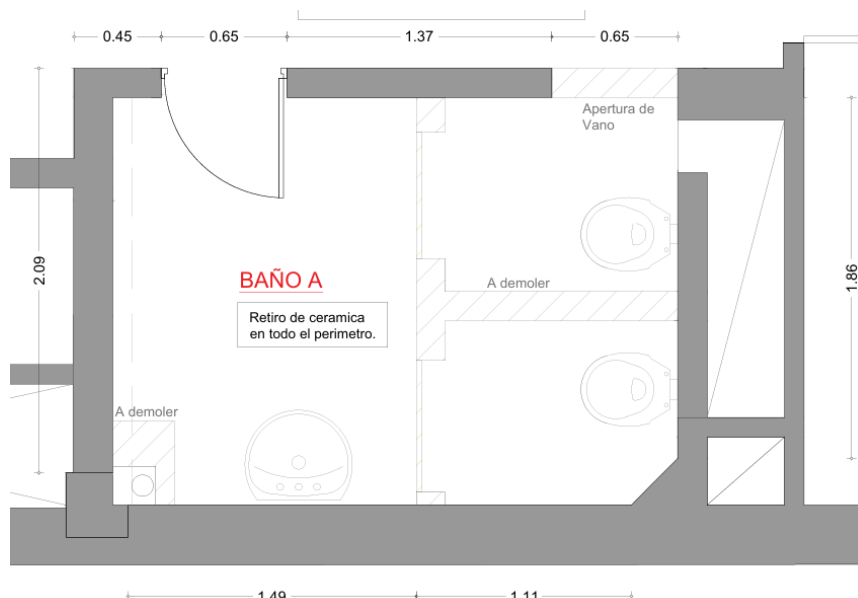 0.45
0.65
1.37
0.65
Apertura de
Vano
2.09
1.86
BAÑO A
A demoler
Retiro de ceramica
en todo el perimetro.
A demoler
1.49
1.11